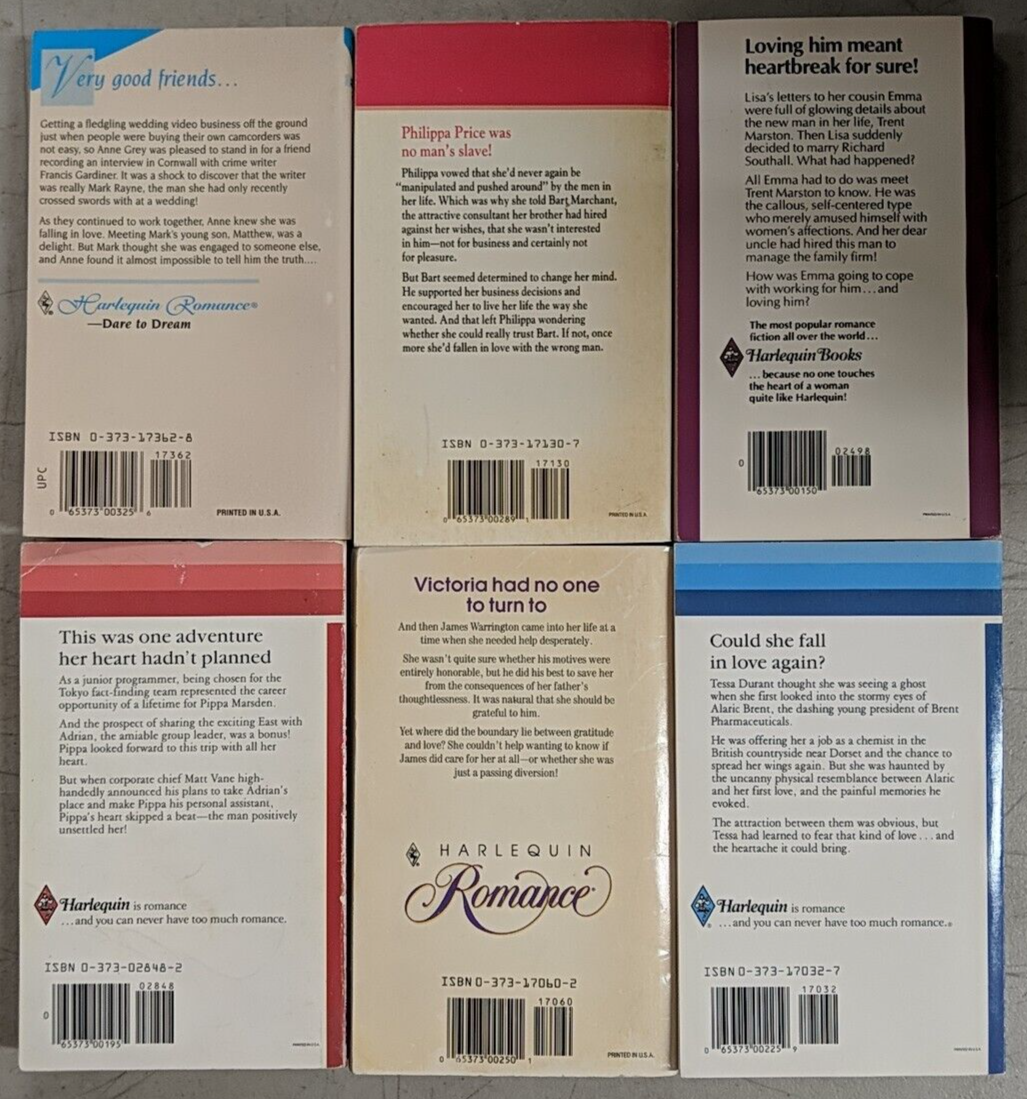 Very good friends...
Getting a fledgling wedding video business off the ground
just when people were buying their own camcorders was
not easy, so Anne Grey was pleased to stand in for a friend
recording an interview in Cornwall with crime writer
Francis Gardiner. It was a shock to discover that the writer
was really Mark Rayne, the man she had only recently
crossed swords with at a wedding!
As they continued to work together, Anne knew she was
falling in love. Meeting Mark's young son, Matthew, was a
delight. But Mark thought she was engaged to someone else,
and Anne found it almost impossible to tell him the truth....
Harlequin Romance®
—Dare to Dream
ISBN 0-373-17362-8
17362
UPC
0 65373 00325 6
PRINTED IN U.S.A.
Philippa Price was
no man's slave!
Philippa vowed that she'd never again be
"manipulated and pushed around" by the men in
her life. Which was why she told Bart Marchant,
the attractive consultant her brother had hired
against her wishes, that she wasn't interested
in him—not for business and certainly not
for pleasure.
But Bart seemed determined to change her mind.
He supported her business decisions and
encouraged her to live her life the way she
wanted. And that left Philippa wondering
whether she could really trust Bart. If not, once
more she'd fallen in love with the wrong man.
ISBN 0-373-17130-7
17130
0 65373 00289 1
PRINTED IN U.S.A.
Loving him meant
heartbreak for sure!
Lisa's letters to her cousin Emma
were full of glowing details about
the new man in her life, Trent
Marston. Then Lisa suddenly
decided to marry Richard
Southall. What had happened?
All Emma had to do was meet
Trent Marston to know. He was
the callous, self-centered type
who merely amused himself with
women's affections. And her dear
uncle had hired this man to
manage the family firm!
How was Emma going to cope
with working for him...and
loving him?
The most popular romance
fiction all over the world...
Harlequin Books
...because no one touches
the heart of a woman
quite like Harlequin!
02498
0 65373 00150
This was one adventure
her heart hadn't planned
As a junior programmer, being chosen for the
Tokyo fact-finding team represented the career
opportunity of a lifetime for Pippa Marsden.
And the prospect of sharing the exciting East with
Adrian, the amiable group leader, was a bonus!
Pippa looked forward to this trip with all her
heart.
But when corporate chief Matt Vane high-
handedly announced his plans to take Adrian's
place and make Pippa his personal assistant,
Pippa's heart skipped a beat—the man positively
unsettled her!
Harlequin is romance
...and you can never have too much romance.
ISBN 0-373-02848-2
02848
0 65373 00195
Victoria had no one
to turn to
And then James Warrington came into her life at a
time when she needed help desperately.
She wasn't quite sure whether his motives were
entirely honorable, but he did his best to save her
from the consequences of her father's
thoughtlessness. It was natural that she should be
grateful to him.
Yet where did the boundary lie between gratitude
and love? She couldn't help wanting to know if
James did care for her at all—or whether she was
just a passing diversion!
HARLEQUIN
Romance®
ISBN 0-373-17060-2
17060
0 65373 00250 1
PRINTED IN U.S.A.
Could she fall
in love again?
Tessa Durant thought she was seeing a ghost
when she first looked into the stormy eyes of
Alaric Brent, the dashing young president of Brent
Pharmaceuticals.
He was offering her a job as a chemist in the
British countryside near Dorset and the chance to
spread her wings again. But she was haunted by
the uncanny physical resemblance between Alaric
and her first love, and the painful memories he
evoked.
The attraction between them was obvious, but
Tessa had learned to fear that kind of love...and
the heartache it could bring.
Harlequin is romance
...and you can never have too much romance.®
ISBN 0-373-17032-7
17032
0 65373 00225 9